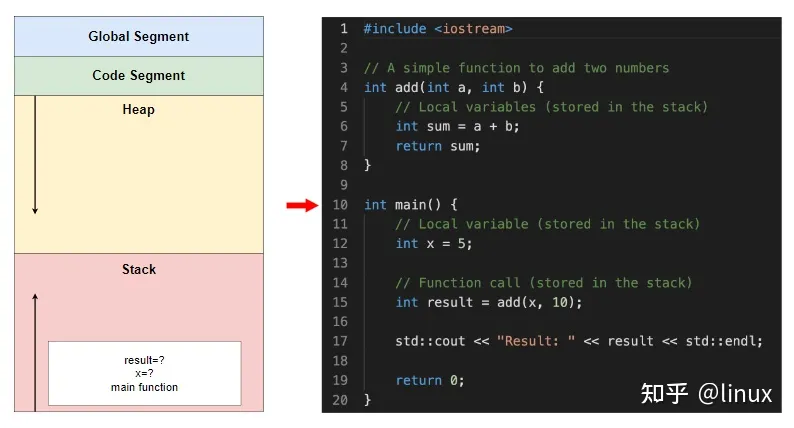 Global Segment
Code Segment
Heap
Stack
result=?
x=?
main function
1 #include <iostream>
2
3 // A simple function to add two numbers
4 int add(int a, int b) {
5 // Local variables (stored in the stack)
6 int sum = a + b;
7 return sum;
8 }
9
10 int main() {
11 // Local variable (stored in the stack)
12 int x = 5;
13
14 // Function call (stored in the stack)
15 int result = add(x, 10);
16
17 std::cout << "Result: " << result << std::endl;
18
19 return 0;
20 }
知乎 @linux